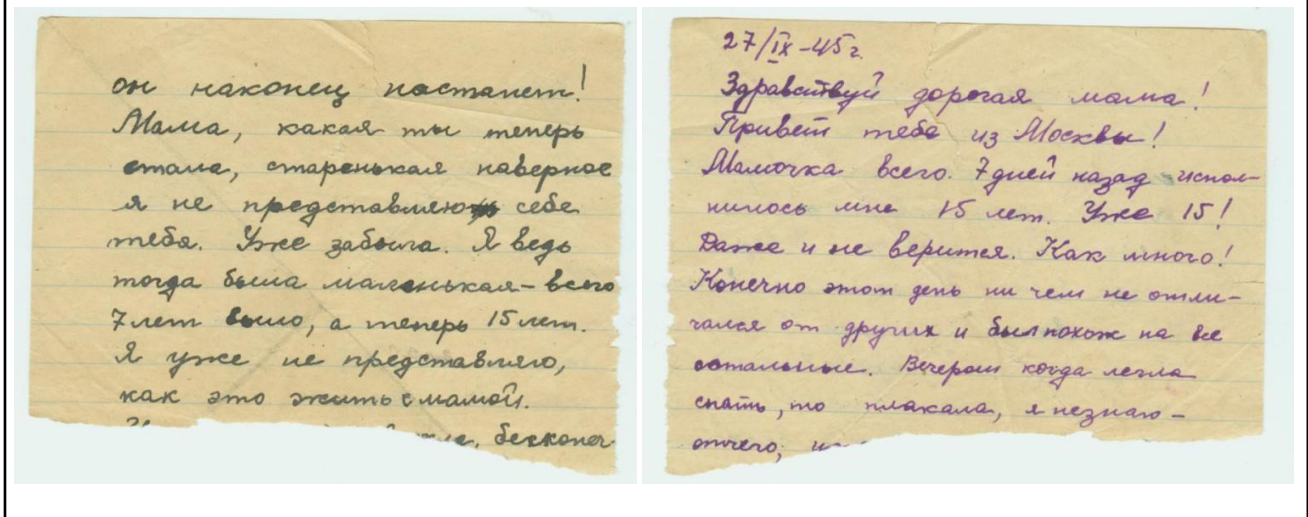 он наконец настанет!
Мама, какая ты теперь
стала, старенькая наверное
я не представляю себе
тебя. Уже забыла. Я ведь
тогда была маленькая - всего
7 лет было, а теперь 15 лет.
Я уже не представляю,
как это жить с мамой.
бесконеч
27/IX-45 г.
Здравствуй дорогая мама!
Привет тебе из Москвы!
Мамочка всего 7 дней назад испол-
нилось мне 15 лет. Уже 15!
Даже и не верится. Как много!
Конечно этот день ни чем не отли-
чался от других и был похож на все
остальные. Вечером когда легла
спать, то плакала, я незнаю -
отчего,